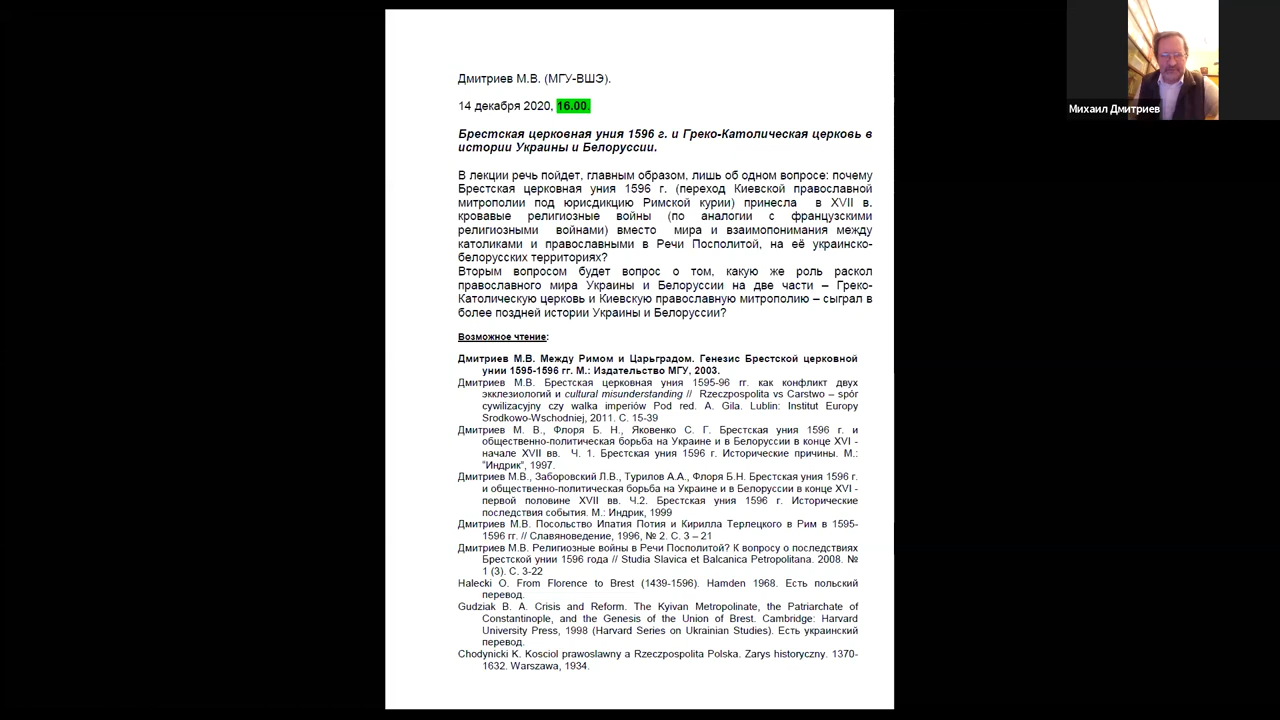 Дмитриев М.В. (МГУ-ВШЭ).
14 декабря 2020, 16.00.
Брестская церковная уния 1596 г. и Греко-Католическая церковь в
истории Украины и Белоруссии.
В лекции речь пойдет, главным образом, лишь об одном вопросе: почему
Брестская церковная уния 1596 г. (переход Киевской православной
митрополии под юрисдикцию Римской курии) принесла в XVII в.
кровавые религиозные войны (по аналогии с французскими
религиозными войнами) вместо мира и взаимопонимания между
католиками и православными в Речи Посполитой, на её украинско-
белорусских территориях?
Вторым вопросом будет вопрос о том, какую же роль раскол
православного мира Украины и Белоруссии на две части – Греко-
Католическую церковь и Киевскую православную митрополию – сыграл в
более поздней истории Украины и Белоруссии?
Возможное чтение:
Дмитриев М.В. Между Римом и Царьградом. Генезис Брестской церковной
унии 1595-1596 гг. М.: Издательство МГУ, 2003.
Дмитриев М.В. Брестская церковная уния 1595-96 гг. как конфликт двух
экклезиологий и cultural misunderstanding // Rzeczpospolita vs Carstwo – spór
cywilizacyjny czy walka imperiów Pod red. A. Gila. Lublin: Institut Europy
Srodkowo-Wschodniej, 2011. С. 15-39
Дмитриев М. В., Флоря Б. Н., Яковенко С. Г. Брестская уния 1596 г. и
общественно-политическая борьба на Украине и в Белоруссии в конце XVI -
начале XVII вв. Ч. 1. Брестская уния 1596 г. Исторические причины. М.:
"Индрик", 1997.
Дмитриев М.В., Заборовский Л.В., Турилов А.А., Флоря Б.Н. Брестская уния 1596 г.
и общественно-политическая борьба на Украине и в Белоруссии в конце XVI -
первой половине XVII вв. Ч.2. Брестская уния 1596 г. Исторические
последствия события. М.: Индрик, 1999
Дмитриев М.В. Посольство Ипатия Потия и Кирилла Терлецкого в Рим в 1595-
1596 гг. // Славяноведение, 1996, № 2. С. 3 – 21
Дмитриев М.В. Религиозные войны в Речи Посполитой? К вопросу о последствиях
Брестской унии 1596 года // Studia Slavica et Balcanica Petropolitana. 2008. №
1 (3). С. 3-22
Halecki O. From Florence to Brest (1439-1596). Hamden 1968. Есть польский
перевод.
Gudziak B. A. Crisis and Reform. The Kyivan Metropolinate, the Patriarchate of
Constantinople, and the Genesis of the Union of Brest. Cambridge: Harvard
University Press, 1998 (Harvard Series on Ukrainian Studies). Есть украинский
перевод.
Chodynicki K. Kosciol prawoslawny a Rzeczpospolita Polska. Zarys historyczny. 1370-
1632. Warszawa, 1934.
Михаил Дмитриев